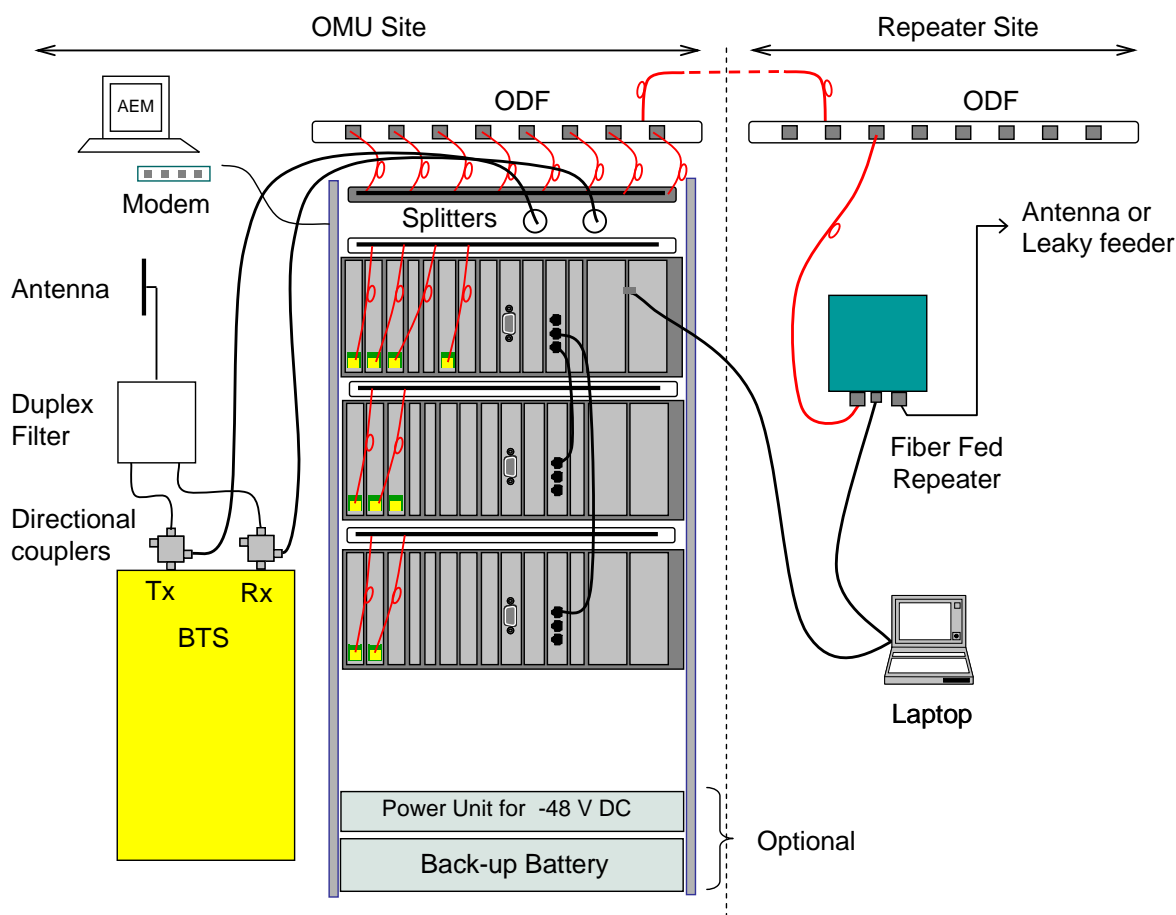 OMU Site
Repeater Site
AEM
ODF
ODF
Modem
Splitters
Antenna or
Leaky feeder
Antenna
Duplex
Filter
Fiber Fed
Repeater
Directional
couplers
Tx
Rx
BTS
Laptop
Power Unit for -48 V DC
Optional
Back-up Battery